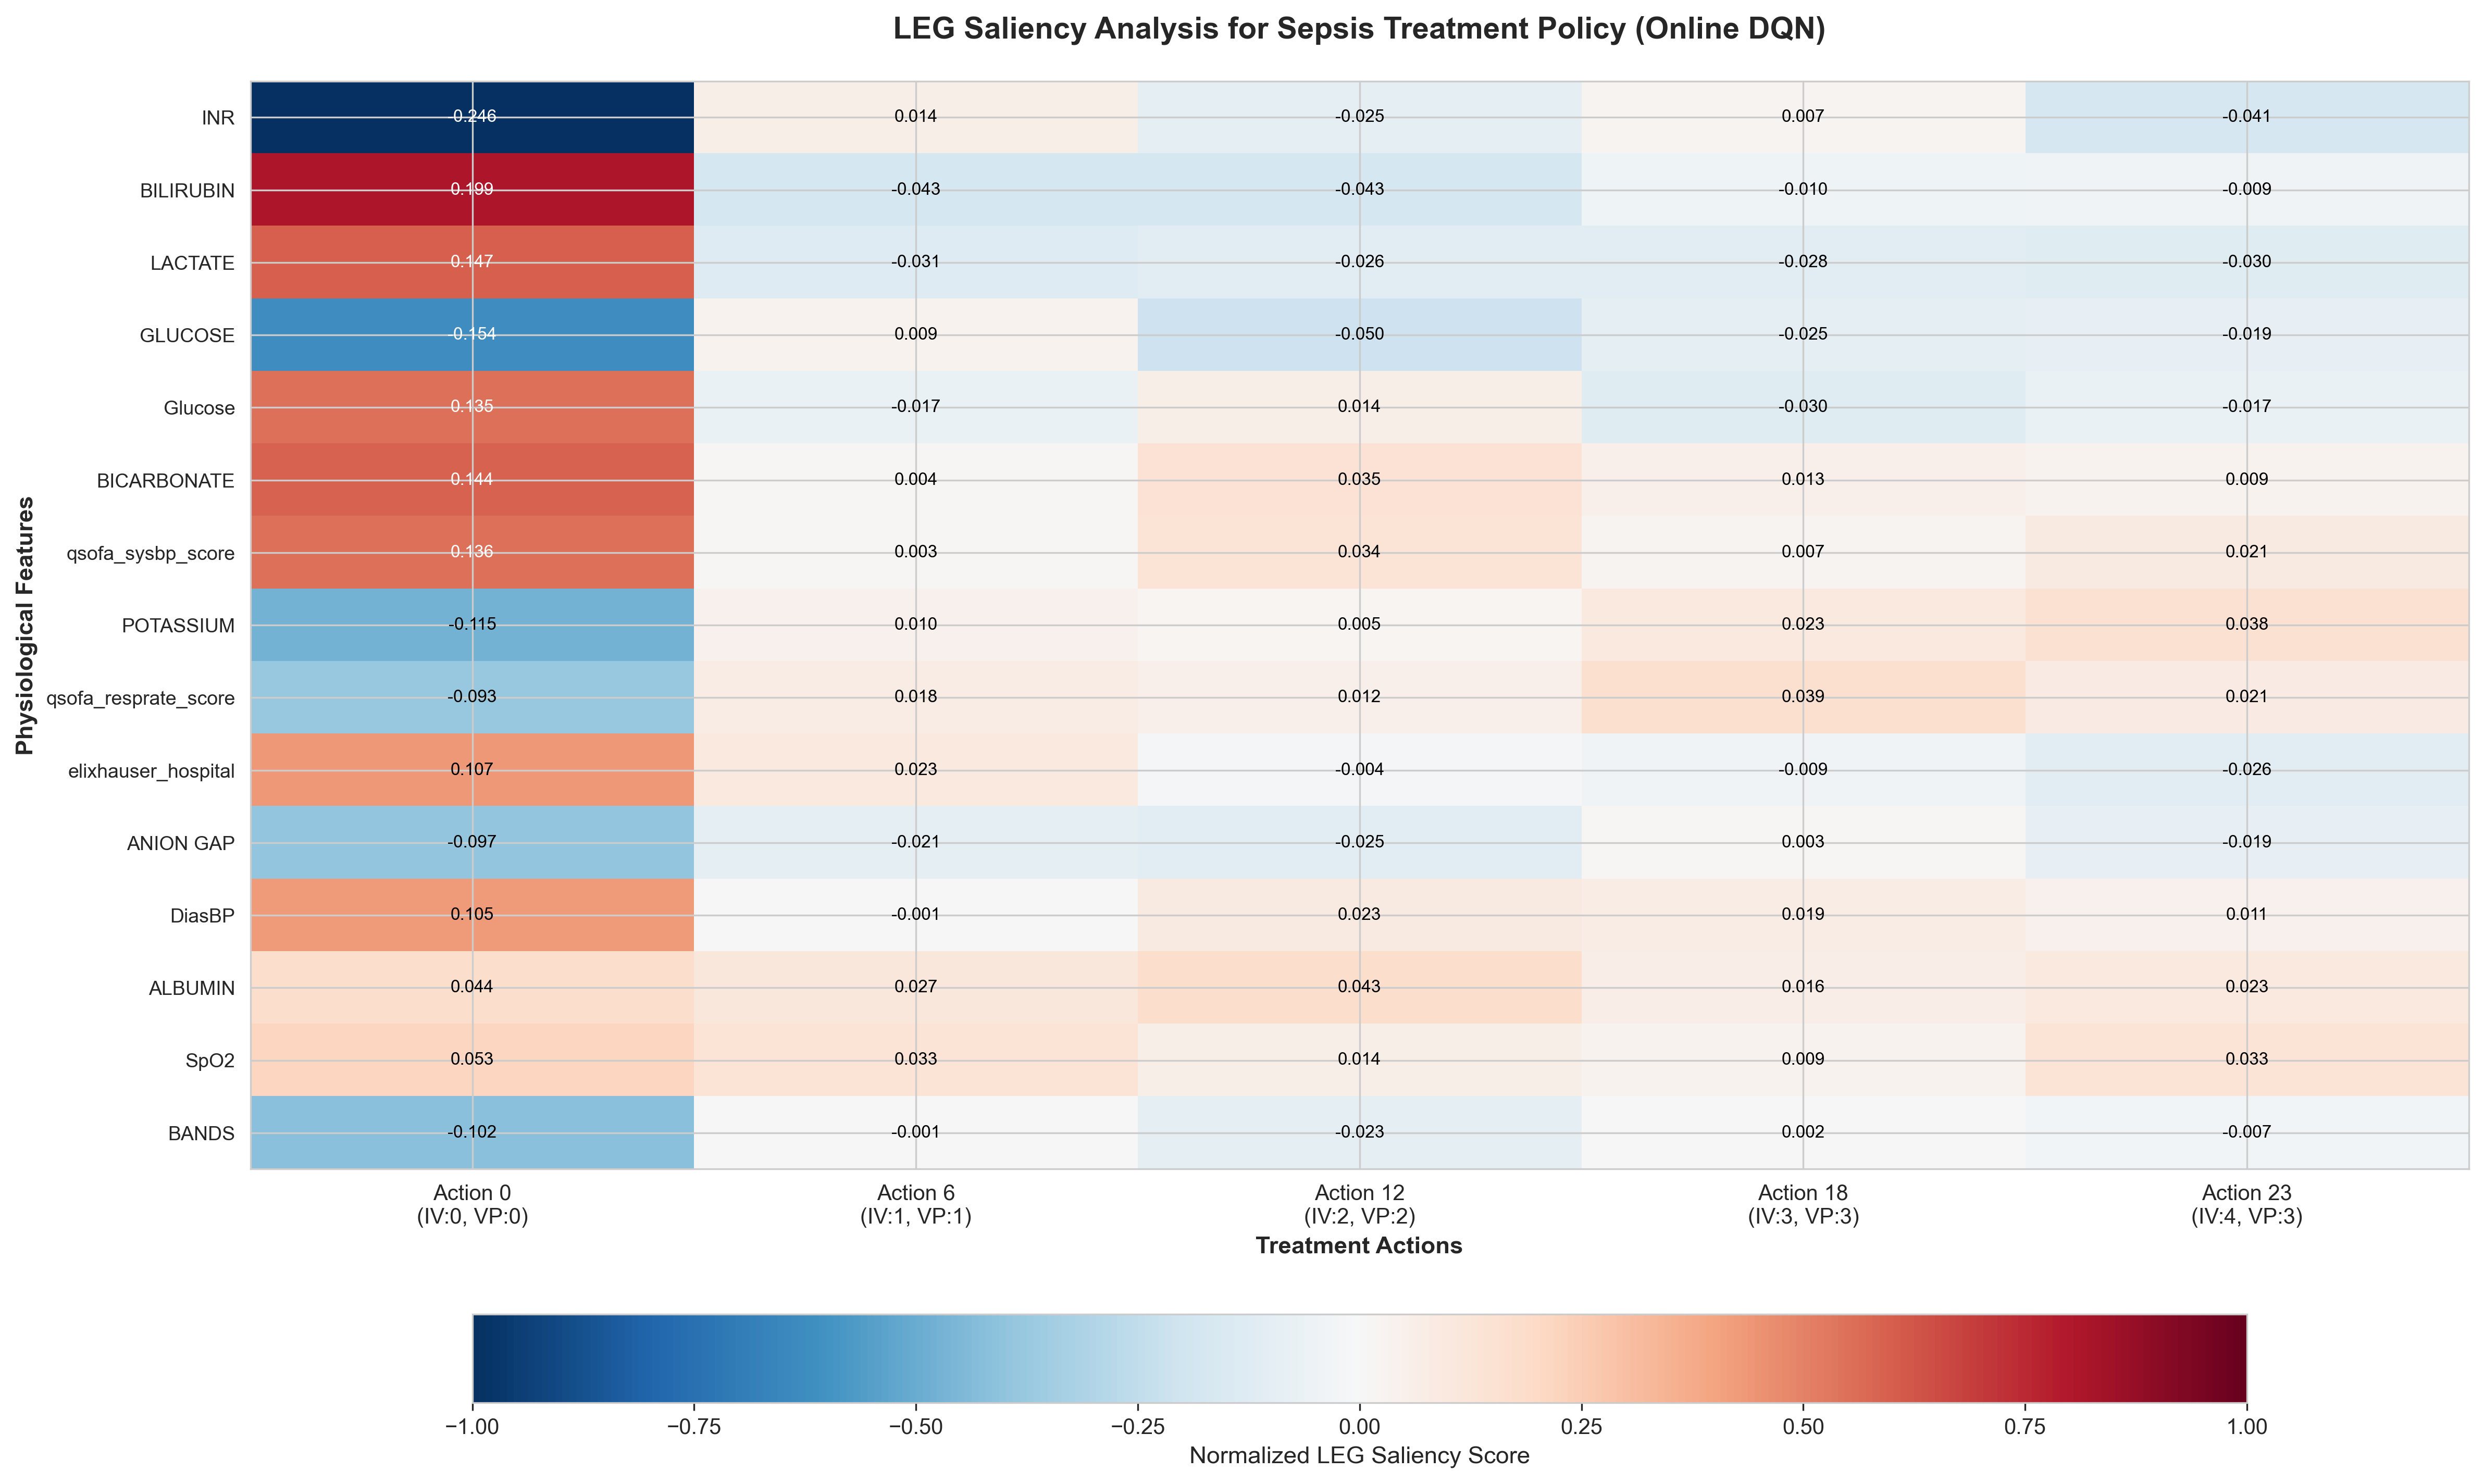 LEG Saliency Analysis for Sepsis Treatment Policy (Online DQN)
Physiological Features
INR -0.246 0.014 -0.025 0.007 -0.041
BILIRUBIN 0.199 -0.043 -0.043 -0.010 -0.009
LACTATE 0.147 -0.031 -0.026 -0.028 -0.030
GLUCOSE -0.154 0.009 -0.050 -0.025 -0.019
Glucose 0.135 -0.017 0.014 -0.030 -0.017
BICARBONATE 0.144 0.004 0.035 0.013 0.009
qsofa_sysbp_score 0.136 0.003 0.034 0.007 0.021
POTASSIUM -0.115 0.010 0.005 0.023 0.038
qsofa_resprate_score -0.093 0.018 0.012 0.039 0.021
elixhauser_hospital 0.107 0.023 -0.004 -0.009 -0.026
ANION GAP -0.097 -0.021 -0.025 0.003 -0.019
DiasBP 0.105 -0.001 0.023 0.019 0.011
ALBUMIN 0.044 0.027 0.043 0.016 0.023
SpO2 0.053 0.033 0.014 0.009 0.033
BANDS -0.102 -0.001 -0.023 0.002 -0.007
Action 0 Action 6 Action 12 Action 18 Action 23
(IV:0, VP:0) (IV:1, VP:1) (IV:2, VP:2) (IV:3, VP:3) (IV:4, VP:3)
Treatment Actions
−1.00 −0.75 −0.50 −0.25 0.00 0.25 0.50 0.75 1.00
Normalized LEG Saliency Score